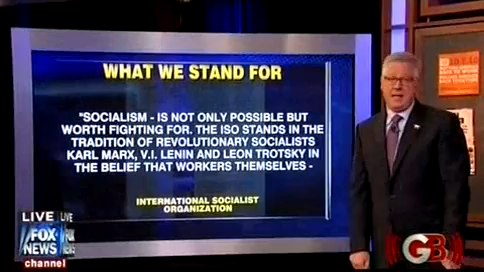 WHAT WE STAND FOR
"SOCIALISM - IS NOT ONLY POSSIBLE BUT
WORTH FIGHTING FOR. THE ISO STANDS IN THE
TRADITION OF REVOLUTIONARY SOCIALISTS
KARL MARX, V.I. LENIN AND LEON TROTSKY IN
THE BELIEF THAT WORKERS THEMSELVES -
INTERNATIONAL SOCIALIST
ORGANIZATION
LIVE
LIVE
FOX
NEWS
channel
GB